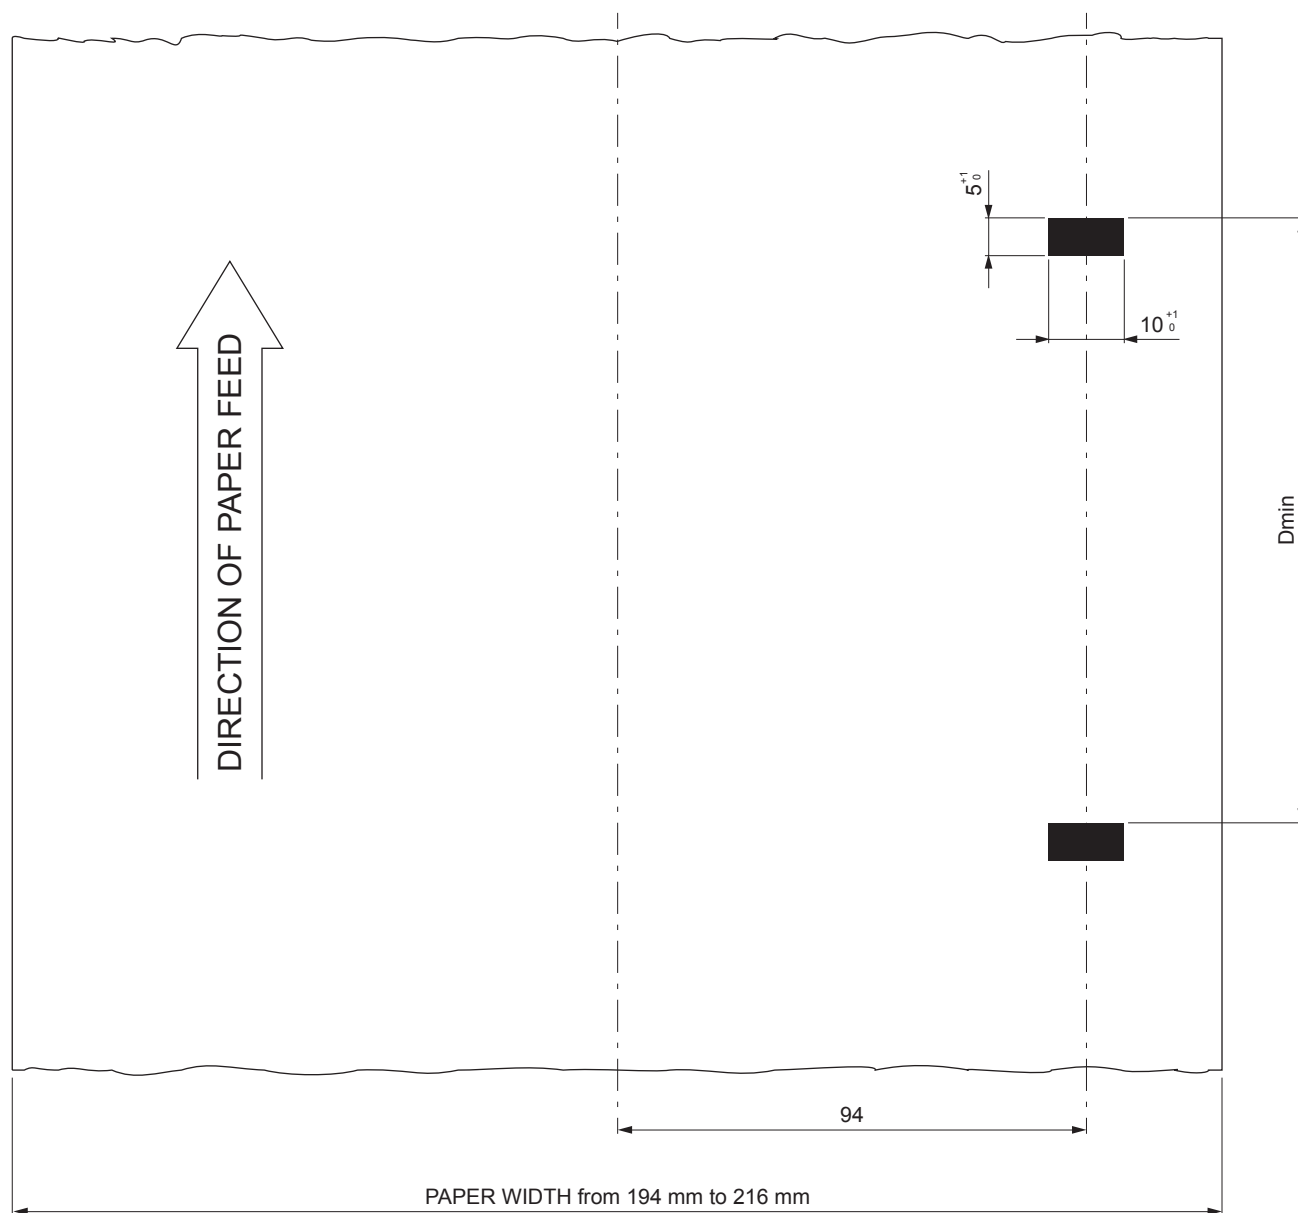 5 +1 0
10 +1 0
DIRECTION OF PAPER FEED
Dmin
94
PAPER WIDTH from 194 mm to 216 mm